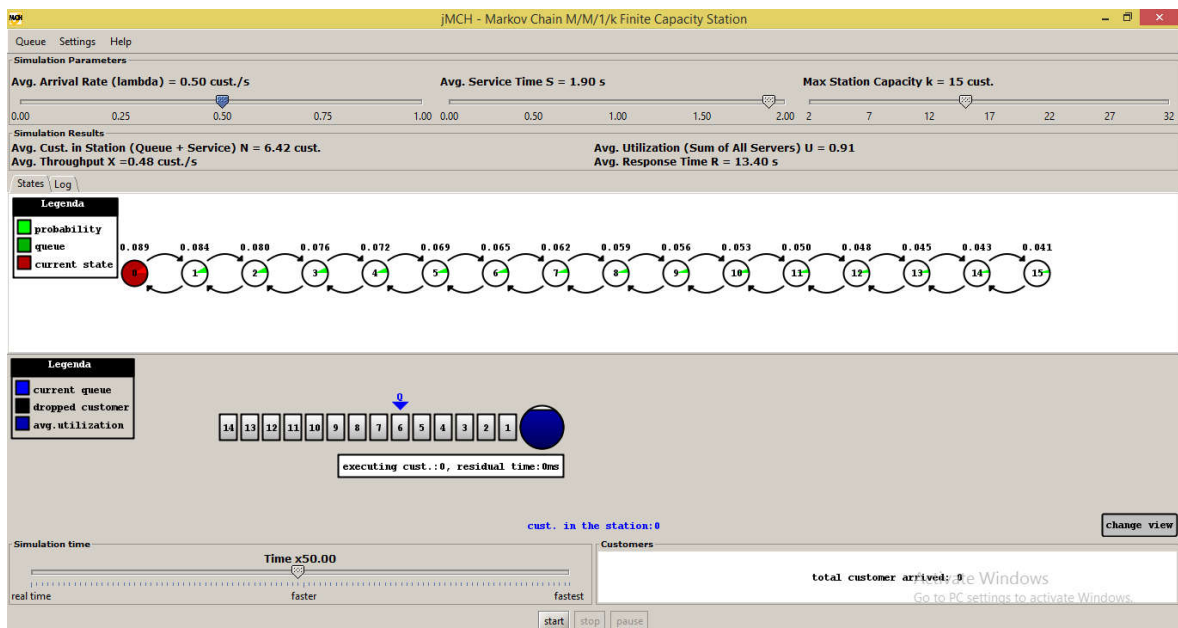 MCH
jMCH - Markov Chain M/M/1/k Finite Capacity Station
Queue Settings Help
Simulation Parameters
Avg. Arrival Rate (lambda) = 0.50 cust./s
Avg. Service Time S = 1.90 s
Max Station Capacity k = 15 cust.
0.00 0.25 0.50 0.75 1.00
0.00 0.50 1.00 1.50 2.00
2 7 12 17 22 27 32
Simulation Results
Avg. Cust. in Station (Queue + Service) N = 6.42 cust.
Avg. Utilization (Sum of All Servers) U = 0.91
Avg. Throughput X =0.48 cust./s
Avg. Response Time R = 13.40 s
States Log
Legenda
probability
queue
current state
0.089 0.084 0.080 0.076 0.072 0.069 0.065 0.062 0.059 0.056 0.053 0.050 0.048 0.045 0.043 0.041
0 1 2 3 4 5 6 7 8 9 10 11 12 13 14 15
Legenda
current queue
dropped customer
avg.utilization
Q
14 13 12 11 10 9 8 7 6 5 4 3 2 1
executing cust.:0, residual time:0ms
cust. in the station:0
change view
Simulation time
Time x50.00
real time faster fastest
Customers
total customer arrived: 0
Activate Windows
Go to PC settings to activate Windows.
start stop pause